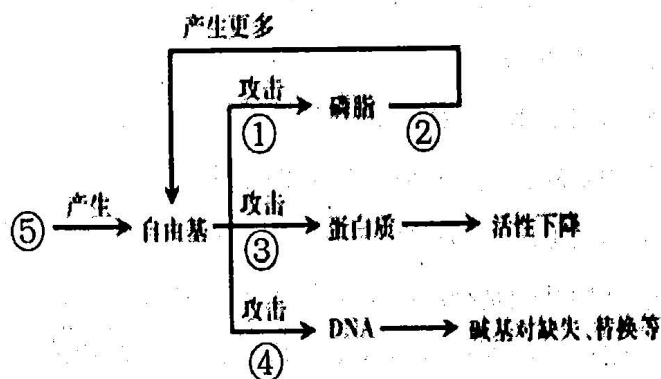 产生更多
攻击
① 磷脂 ②
产生 攻击
⑤ 自由基 蛋白质 活性下降
③
攻击
DNA 碱基对缺失、替换等
④